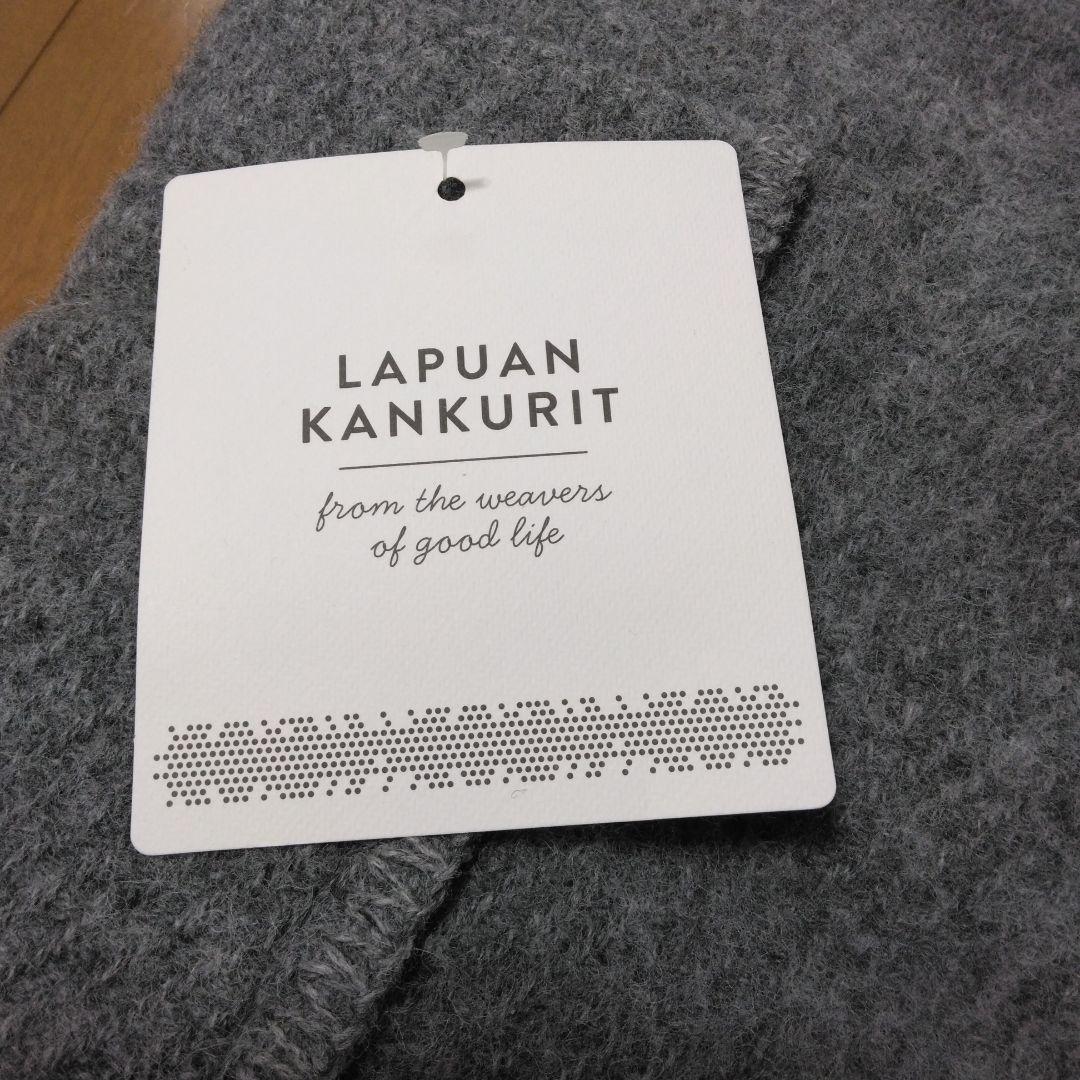 LAPUAN
KANKURIT
from the weavers
of good life